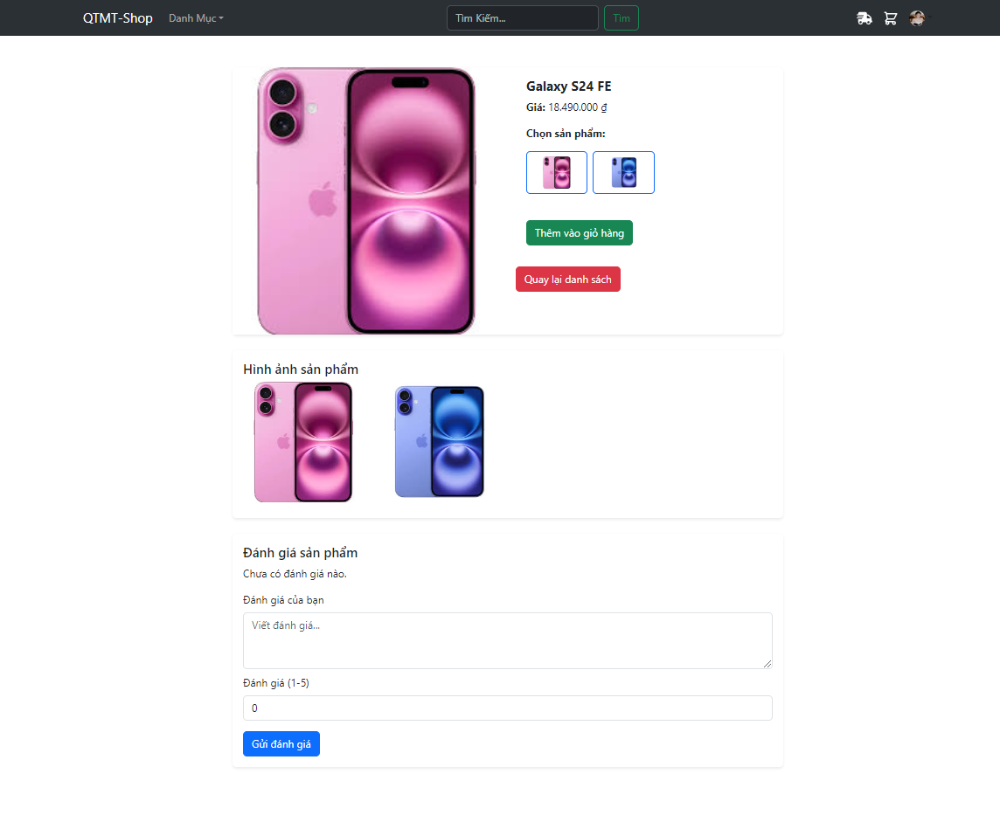 QTMT-Shop Danh Mục Tìm Kiếm... Tìm
Galaxy S24 FE
Giá: 18.490.000 ₫
Chọn sản phẩm:
Thêm vào giỏ hàng
Quay lại danh sách
Hình ảnh sản phẩm
Đánh giá sản phẩm
Chưa có đánh giá nào.
Đánh giá của bạn
Viết đánh giá...
Đánh giá (1-5)
0
Gửi đánh giá